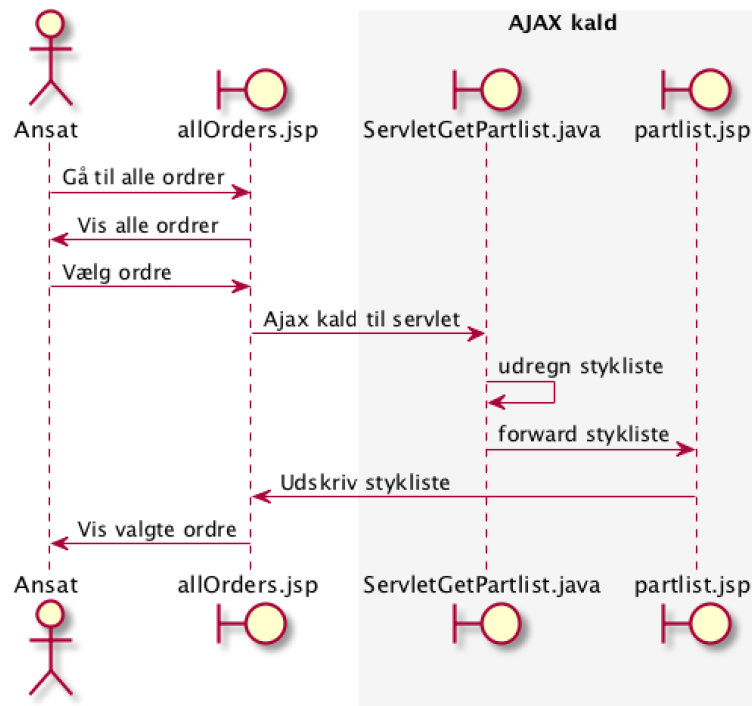 AJAX kald
Ansat
allOrders.jsp
ServletGetPartlist.java
partlist.jsp
Gå til alle ordrer
Vis alle ordrer
Vælg ordre
Ajax kald til servlet
udregn stykliste
forward stykliste
Udskriv stykliste
Vis valgte ordre
Ansat
allOrders.jsp
ServletGetPartlist.java
partlist.jsp